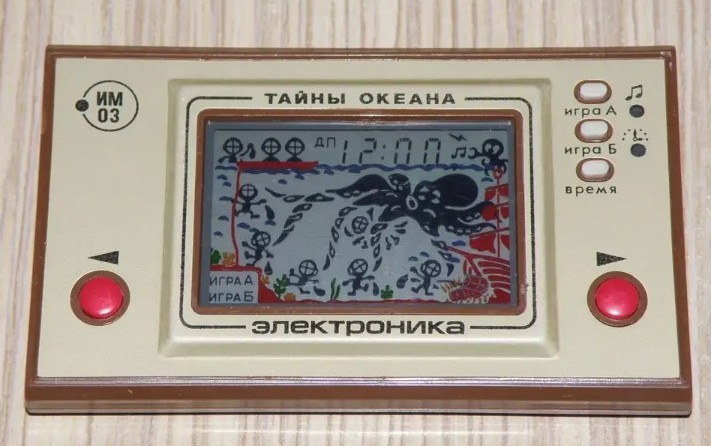 ИМ
03
ТАЙНЫ ОКЕАНА
игра А
игра Б
время
ДП 12:00
ИГРА А
ИГРА Б
электроника